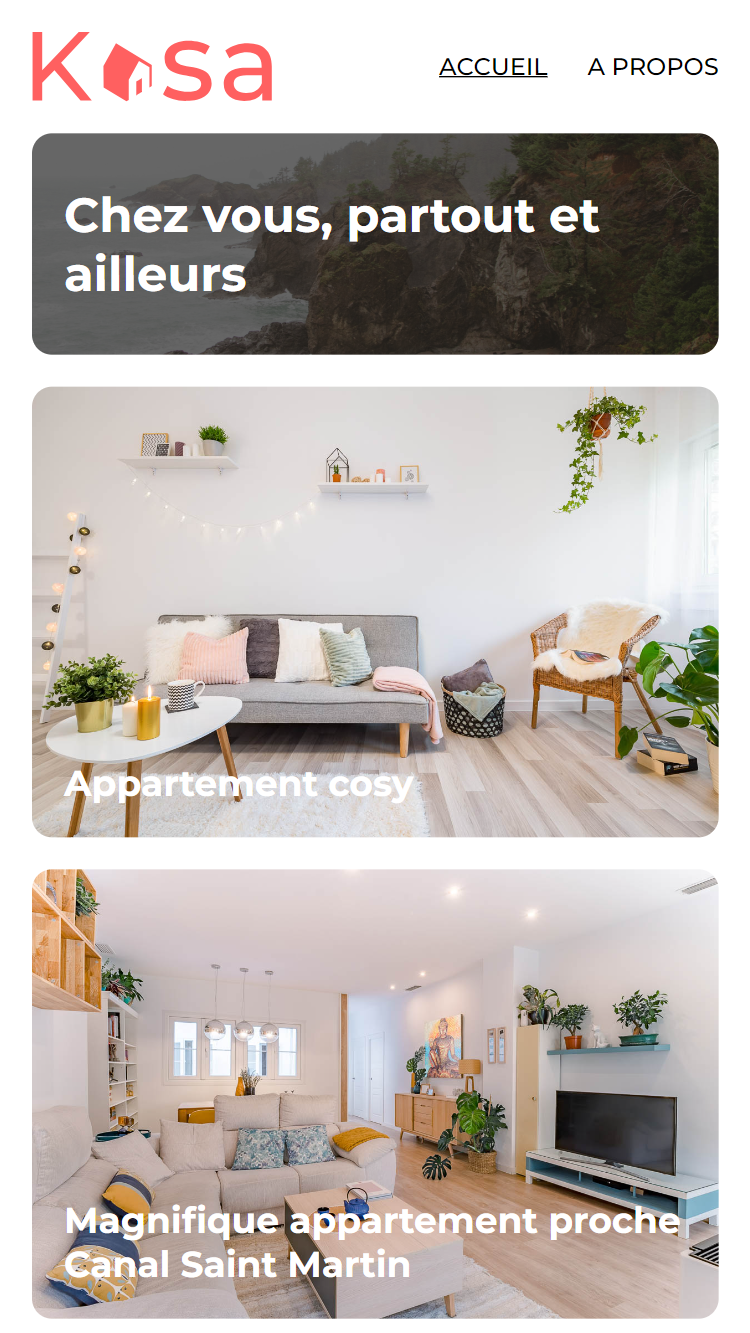 Kasa
ACCUEIL
A PROPOS
Chez vous, partout et
ailleurs
Appartement cosy
Magnifique appartement proche
Canal Saint Martin